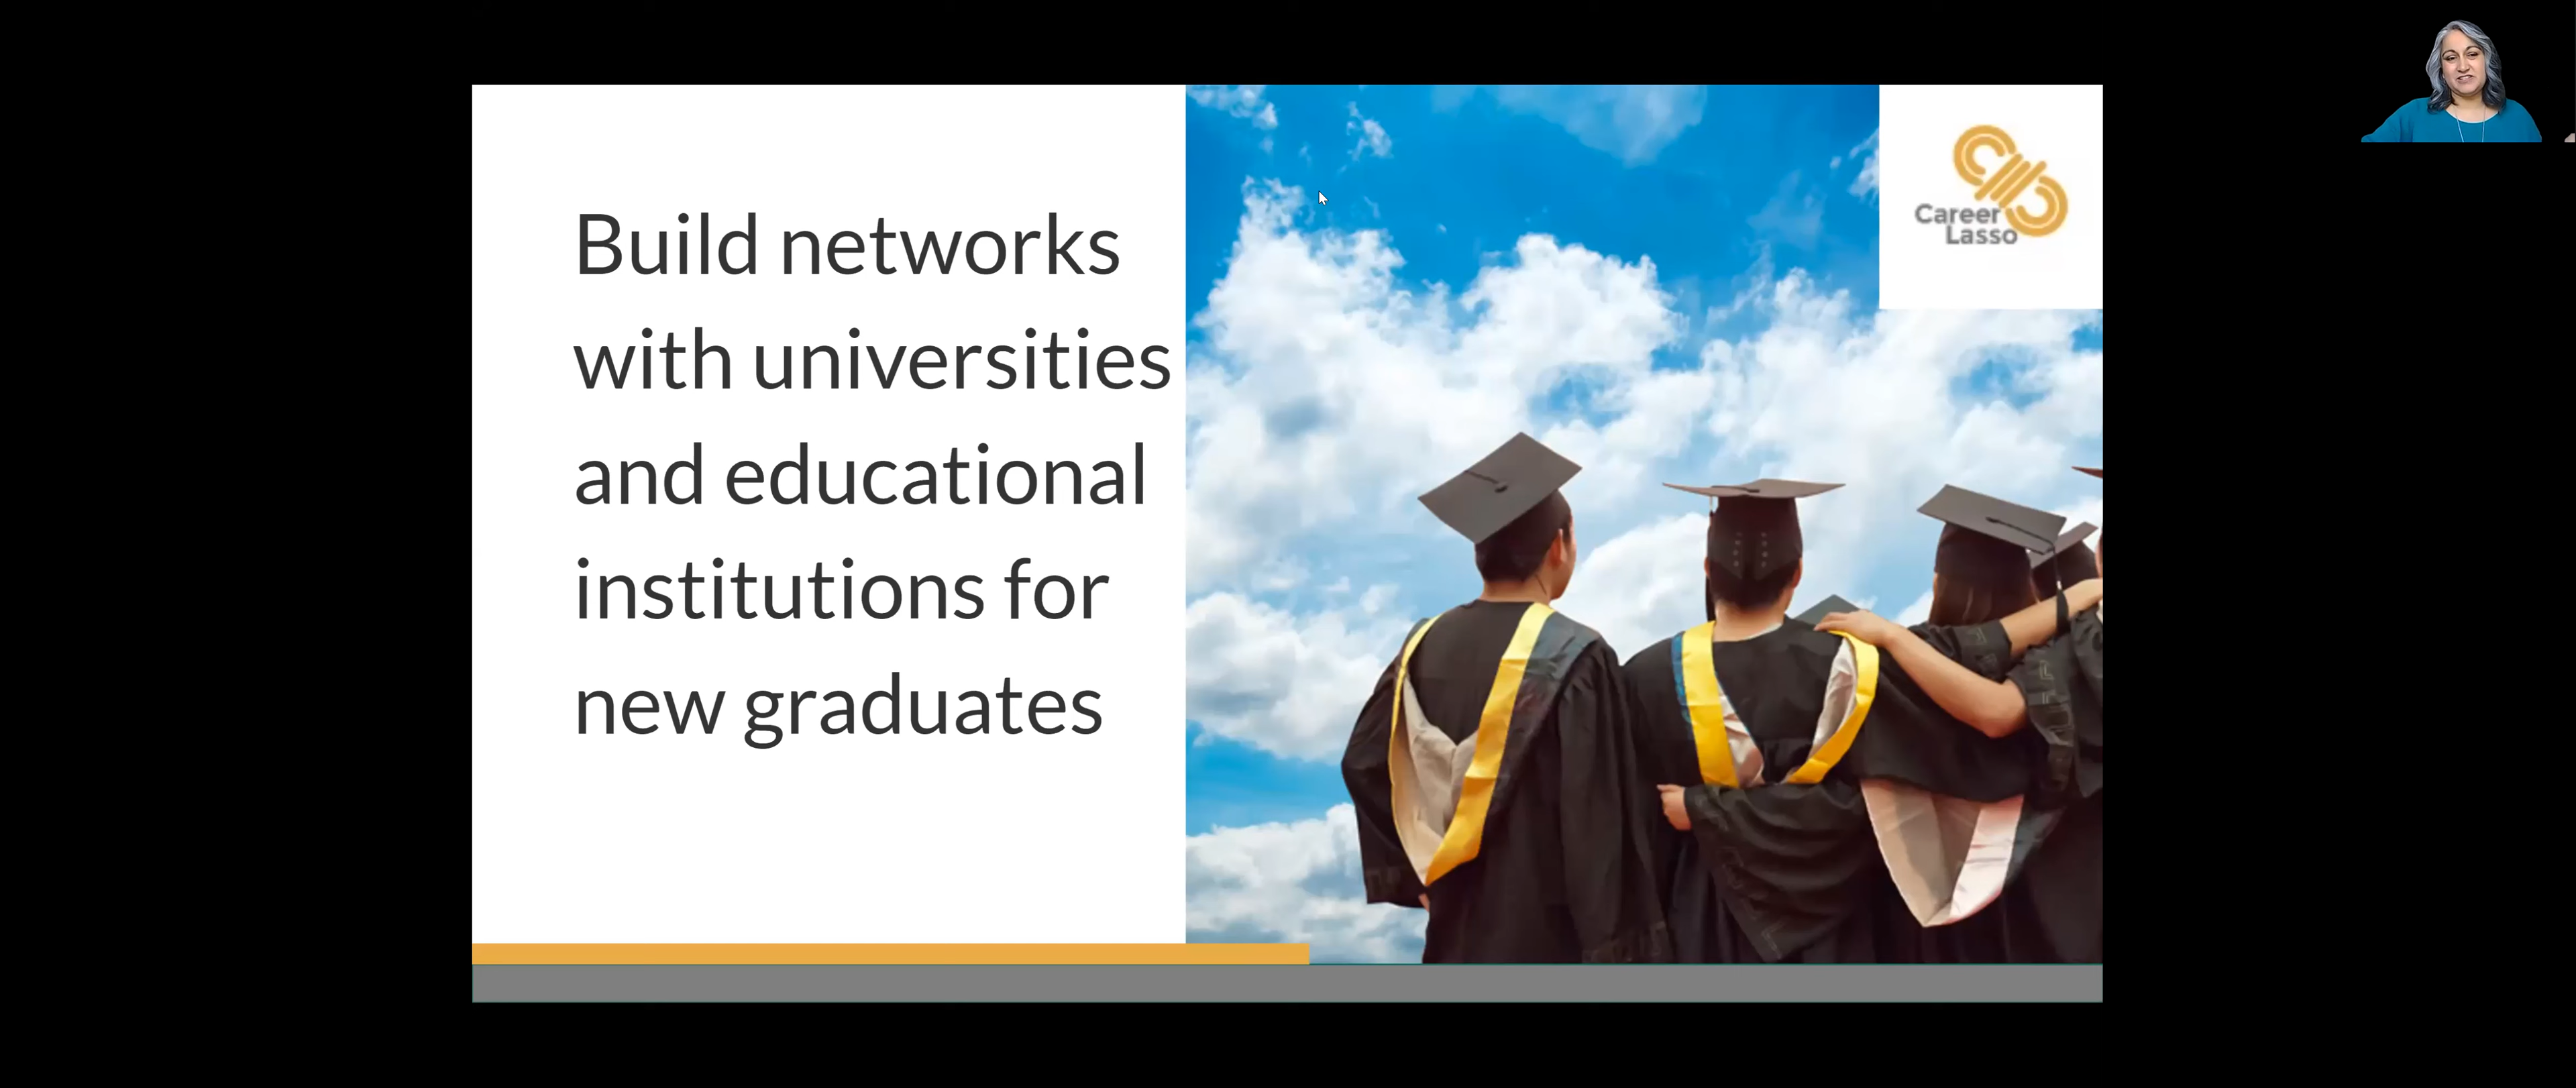 Build networks
with universities
and educational
institutions for
new graduates
Career
Lasso